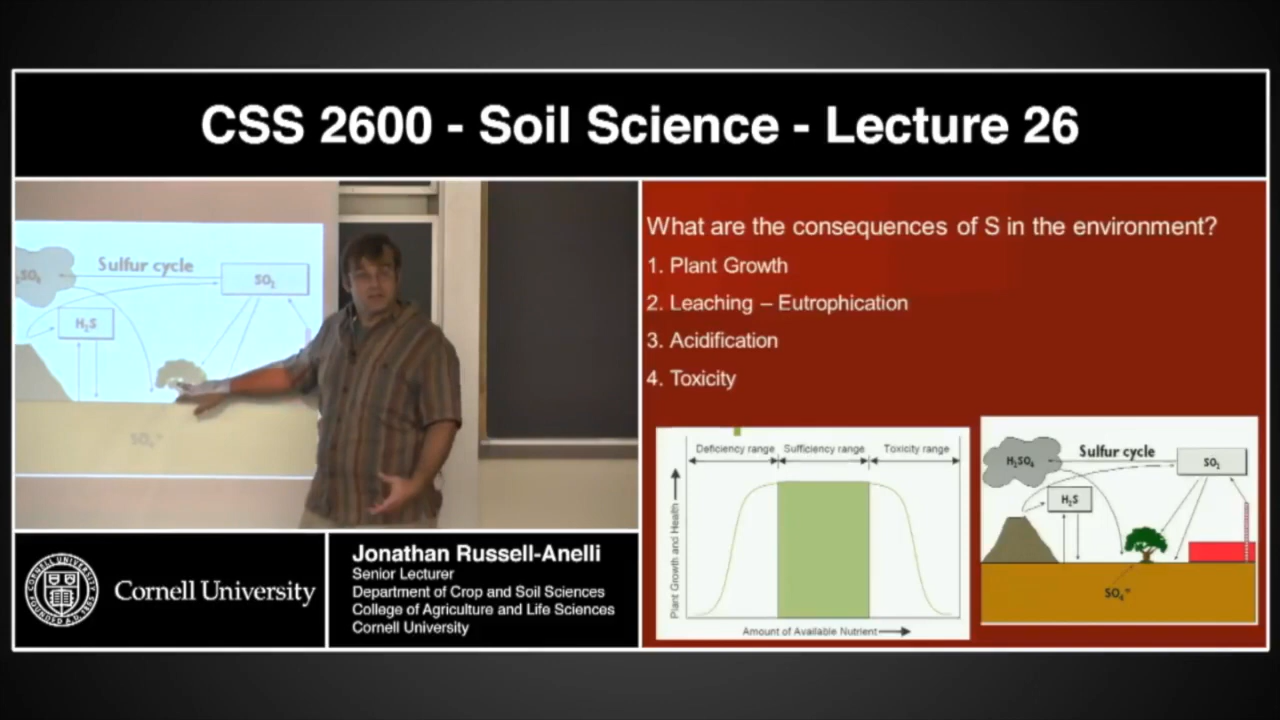 CSS 2600 - Soil Science - Lecture 26
Sulfur cycle
SO₂
H₂S
What are the consequences of S in the environment?
1. Plant Growth
2. Leaching – Eutrophication
3. Acidification
4. Toxicity
Deficiency range
Sufficiency range
Toxicity range
Plant Growth and Health
Amount of Available Nutrient
Sulfur cycle
H₂SO₄
SO₂
H₂S
SO₄⁼
Cornell University
Jonathan Russell-Anelli
Senior Lecturer
Department of Crop and Soil Sciences
College of Agriculture and Life Sciences
Cornell University